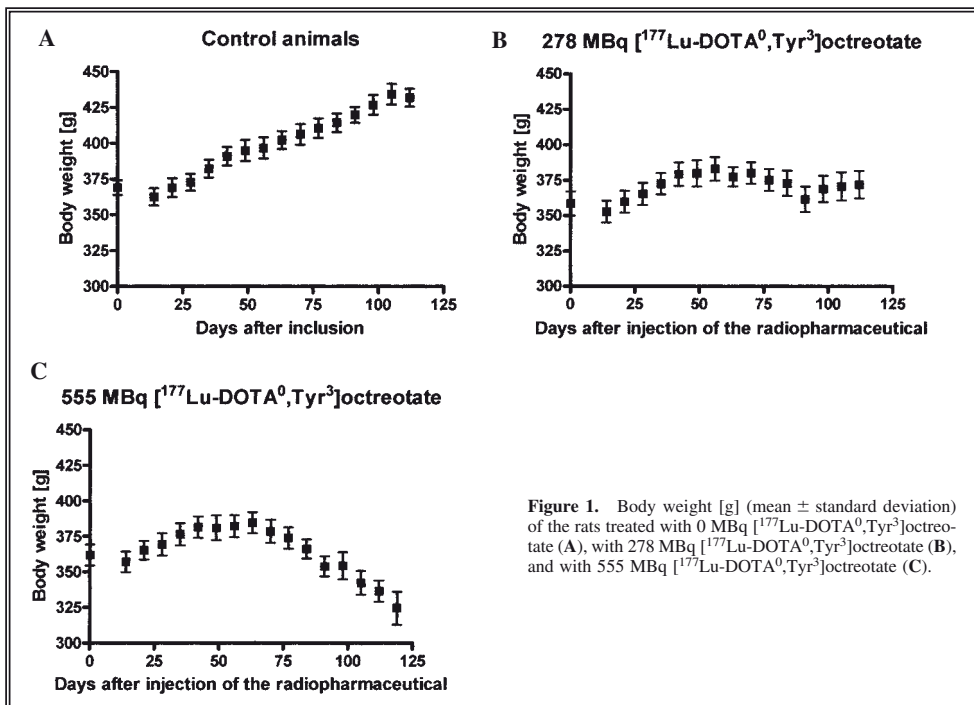 A
Control animals
450
425
400
375
350
325
300
Body weight [g]
0 25 50 75 100 125
Days after inclusion
B
278 MBq [¹⁷⁷Lu-DOTA⁰,Tyr³]octreotate
450
425
400
375
350
325
300
Body weight [g]
0 25 50 75 100 125
Days after injection of the radiopharmaceutical
C
555 MBq [¹⁷⁷Lu-DOTA⁰,Tyr³]octreotate
450
425
400
375
350
325
300
Body weight [g]
0 25 50 75 100 125
Days after injection of the radiopharmaceutical
Figure 1. Body weight [g] (mean ± standard deviation)
of the rats treated with 0 MBq [¹⁷⁷Lu-DOTA⁰,Tyr³]octreo-
tate (A), with 278 MBq [¹⁷⁷Lu-DOTA⁰,Tyr³]octreotate (B),
and with 555 MBq [¹⁷⁷Lu-DOTA⁰,Tyr³]octreotate (C).